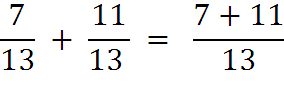 7/13 + 11/13 = (7 + 11)/13